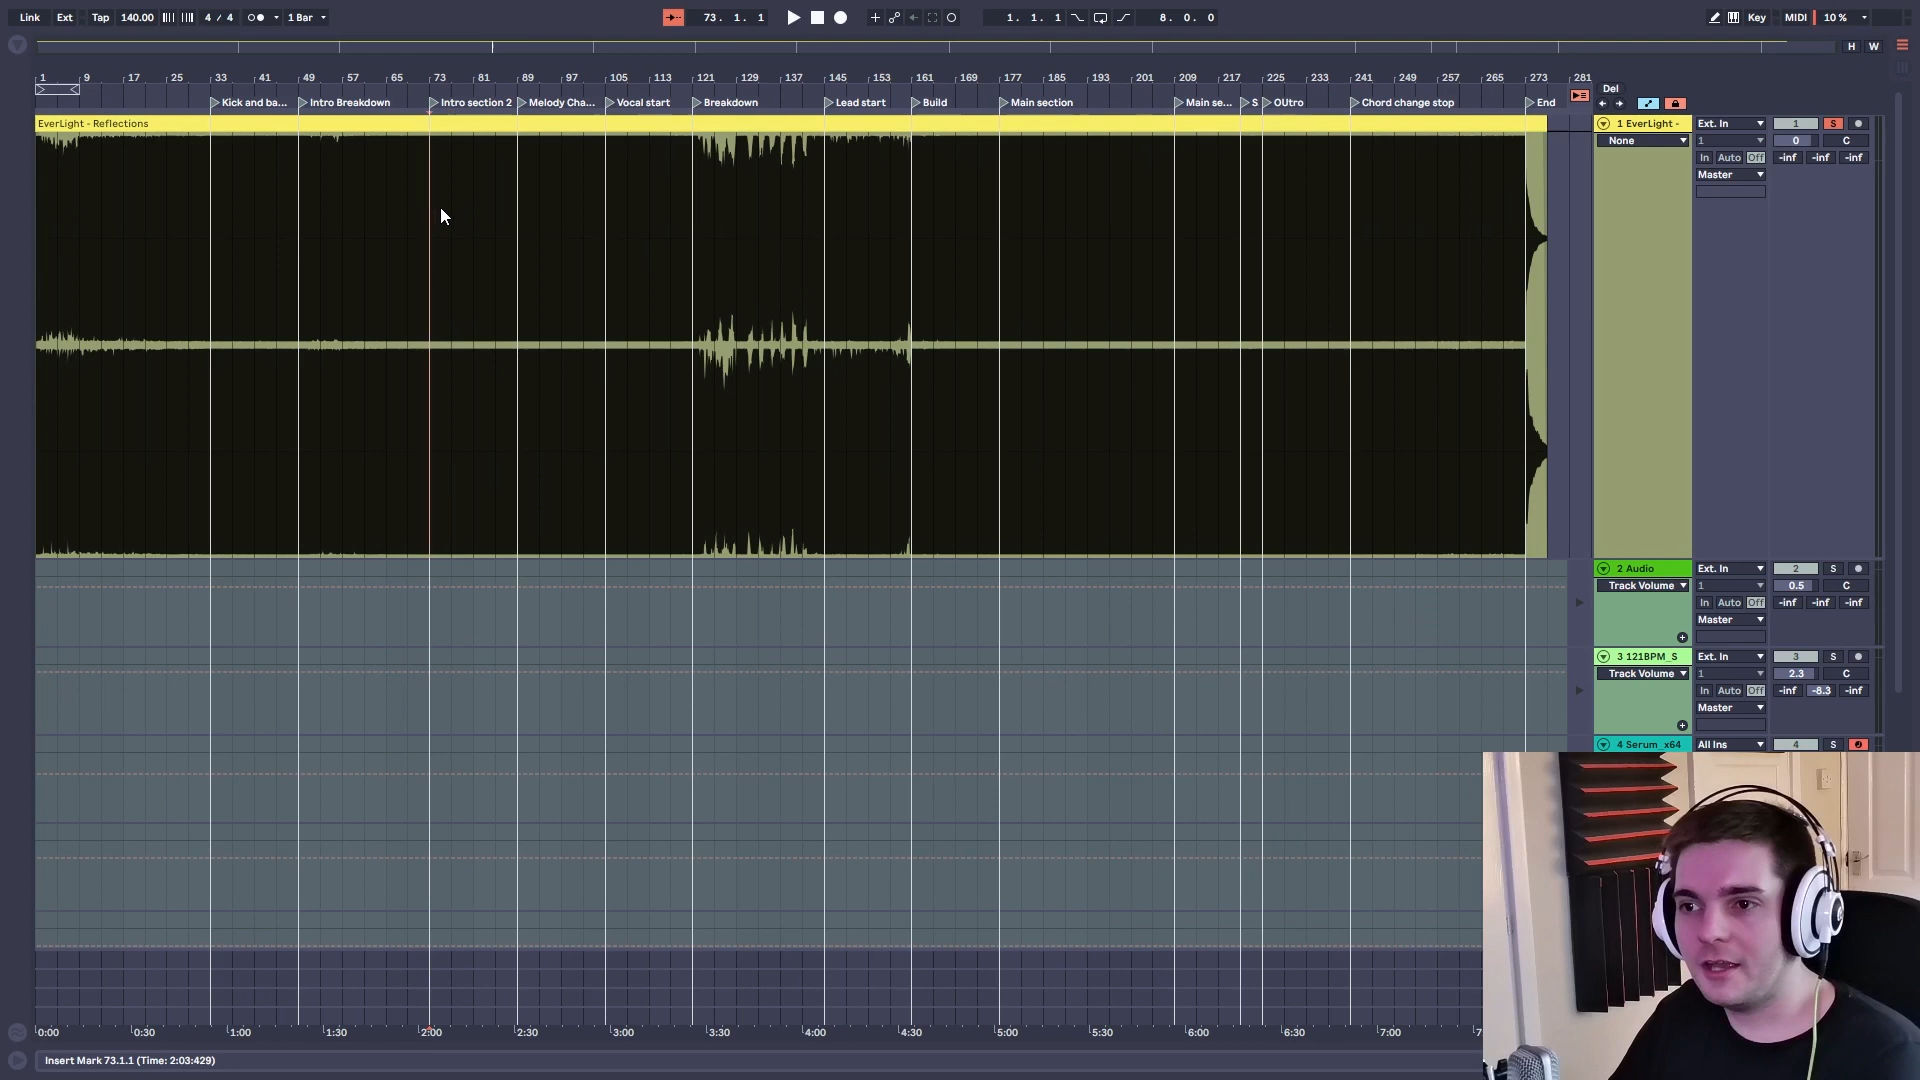 Link Ext Tap 140.00 4 / 4 1 Bar 73. 1. 1 1. 1. 1 8. 0. 0 Key MIDI 10 %
H W
1 9 17 25 33 41 49 57 65 73 81 89 97 105 113 121 129 137 145 153 161 169 177 185 193 201 209 217 225 233 241 249 257 265 273 281
Del
Kick and ba... Intro Breakdown Intro section 2 Melody Cha... Vocal start Breakdown Lead start Build Main section Main se... S OUtro Chord change stop End
EverLight - Reflections
1 EverLight - Ext. In 1 S
None 1 0 C
In Auto Off -inf -inf -inf
Master
2 Audio Ext. In 2 S
Track Volume 1 0.5 C
In Auto Off -inf -inf -inf
Master
3 121BPM_S Ext. In 3 S
Track Volume 1 2.3 C
In Auto Off -inf -8.3 -inf
Master
4 Serum_x64 All Ins 4 S
0:00 0:30 1:00 1:30 2:00 2:30 3:00 3:30 4:00 4:30 5:00 5:30 6:00 6:30 7:00
Insert Mark 73.1.1 (Time: 2:03:429)